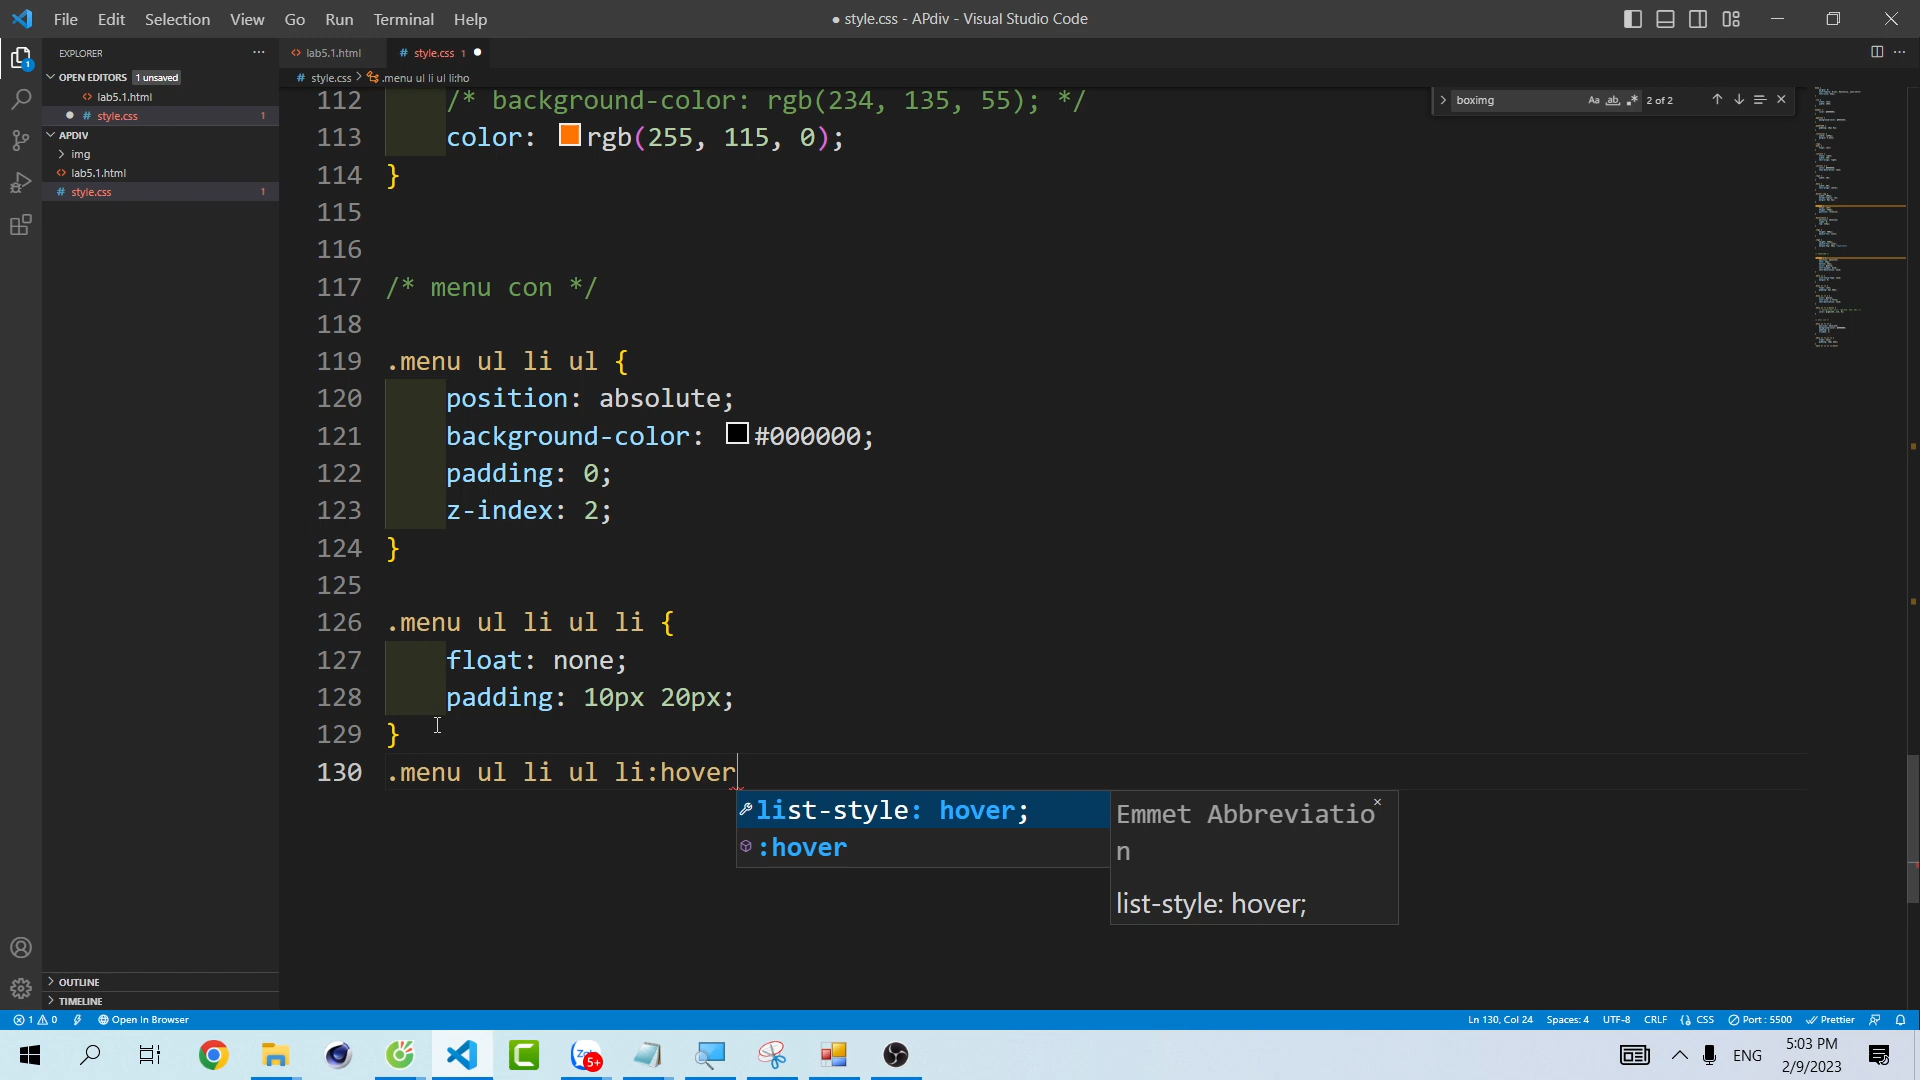 File Edit Selection View Go Run Terminal Help
● style.css - APdiv - Visual Studio Code
EXPLORER
OPEN EDITORS 1 unsaved
lab5.1.html
style.css 1
APDIV
img
lab5.1.html
style.css 1
OUTLINE
TIMELINE
lab5.1.html
style.css 1
style.css > .menu ul li ul li:ho
boximg
Aa ab .* 2 of 2
112 /* background-color: rgb(234, 135, 55); */
113 color: rgb(255, 115, 0);
114 }
115
116
117 /* menu con */
118
119 .menu ul li ul {
120 position: absolute;
121 background-color: #000000;
122 padding: 0;
123 z-index: 2;
124 }
125
126 .menu ul li ul li {
127 float: none;
128 padding: 10px 20px;
129 }
130 .menu ul li ul li:hover
list-style: hover;
:hover
Emmet Abbreviatio
n
list-style: hover;
1 0 Open In Browser
Ln 130, Col 24 Spaces: 4 UTF-8 CRLF CSS Port : 5500 Prettier
5+
ENG
5:03 PM
2/9/2023